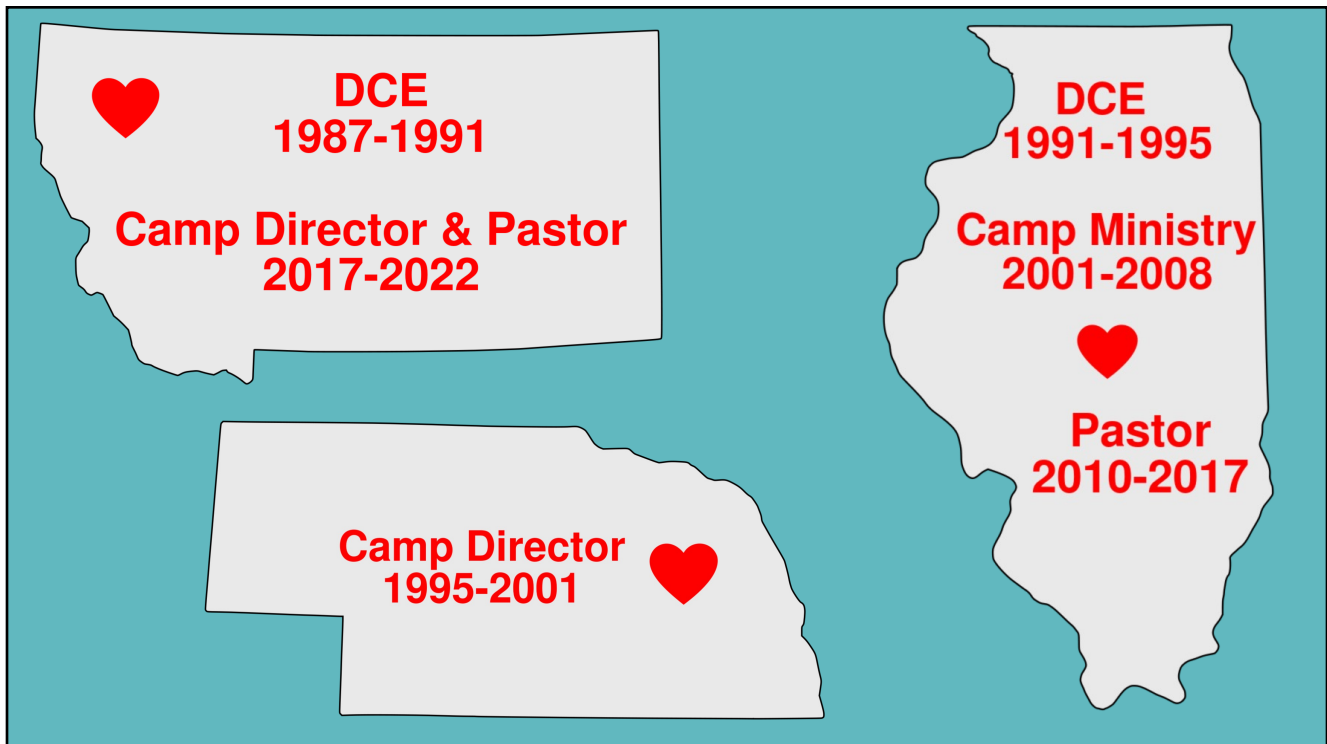 DCE
1987-1991
Camp Director & Pastor
2017-2022
Camp Director
1995-2001
DCE
1991-1995
Camp Ministry
2001-2008
Pastor
2010-2017